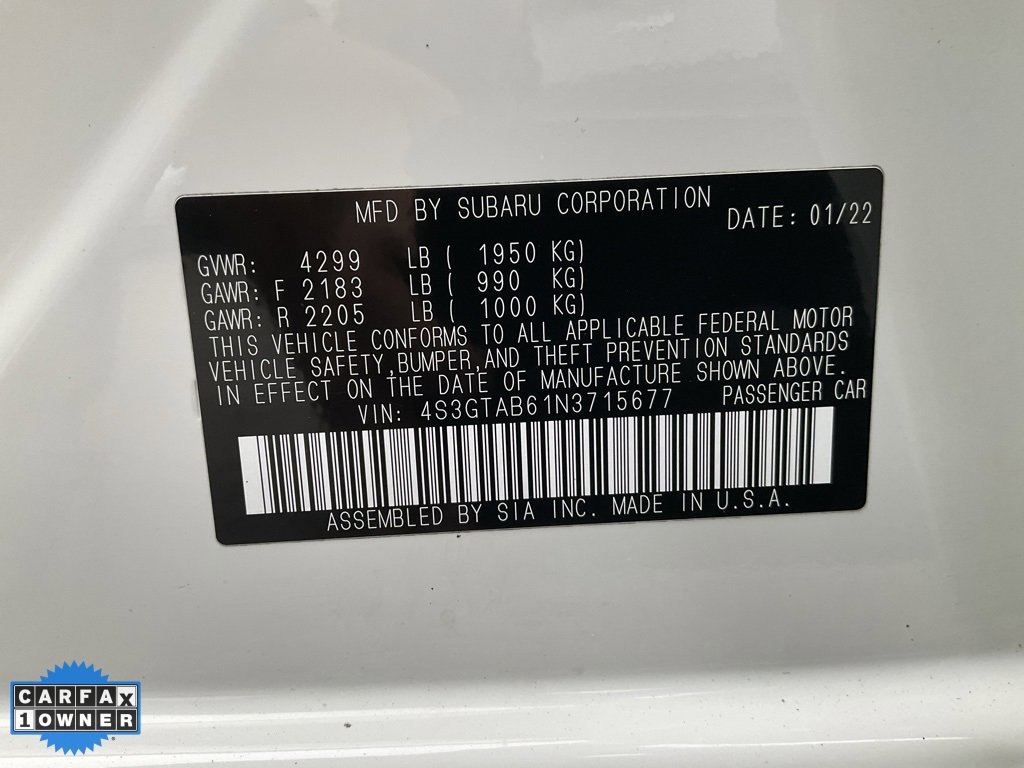 MFD BY SUBARU CORPORATION DATE: 01/22
GVWR: 4299 LB ( 1950 KG)
GAWR: F 2183 LB ( 990 KG)
GAWR: R 2205 LB ( 1000 KG)
THIS VEHICLE CONFORMS TO ALL APPLICABLE FEDERAL MOTOR
VEHICLE SAFETY,BUMPER,AND THEFT PREVENTION STANDARDS
IN EFFECT ON THE DATE OF MANUFACTURE SHOWN ABOVE.
VIN: 4S3GTAB61N3715677 PASSENGER CAR
ASSEMBLED BY SIA INC. MADE IN U.S.A.
CARFAX
1 OWNER